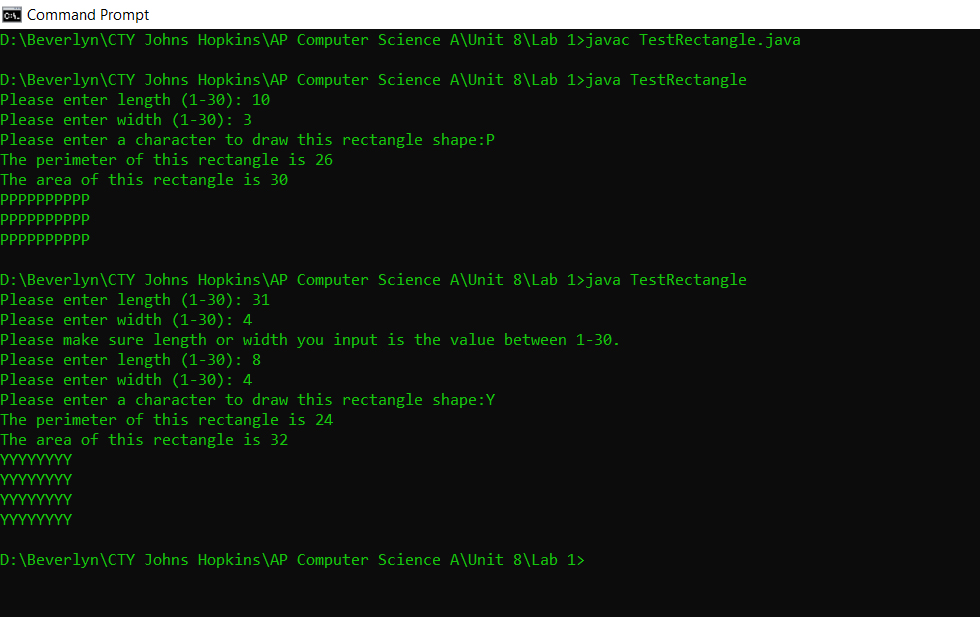 Command Prompt
D:\Beverlyn\CTY Johns Hopkins\AP Computer Science A\Unit 8\Lab 1>javac TestRectangle.java
D:\Beverlyn\CTY Johns Hopkins\AP Computer Science A\Unit 8\Lab 1>java TestRectangle
Please enter length (1-30): 10
Please enter width (1-30): 3
Please enter a character to draw this rectangle shape:P
The perimeter of this rectangle is 26
The area of this rectangle is 30
PPPPPPPPPP
PPPPPPPPPP
PPPPPPPPPP
D:\Beverlyn\CTY Johns Hopkins\AP Computer Science A\Unit 8\Lab 1>java TestRectangle
Please enter length (1-30): 31
Please enter width (1-30): 4
Please make sure length or width you input is the value between 1-30.
Please enter length (1-30): 8
Please enter width (1-30): 4
Please enter a character to draw this rectangle shape:Y
The perimeter of this rectangle is 24
The area of this rectangle is 32
YYYYYYYY
YYYYYYYY
YYYYYYYY
YYYYYYYY
D:\Beverlyn\CTY Johns Hopkins\AP Computer Science A\Unit 8\Lab 1>